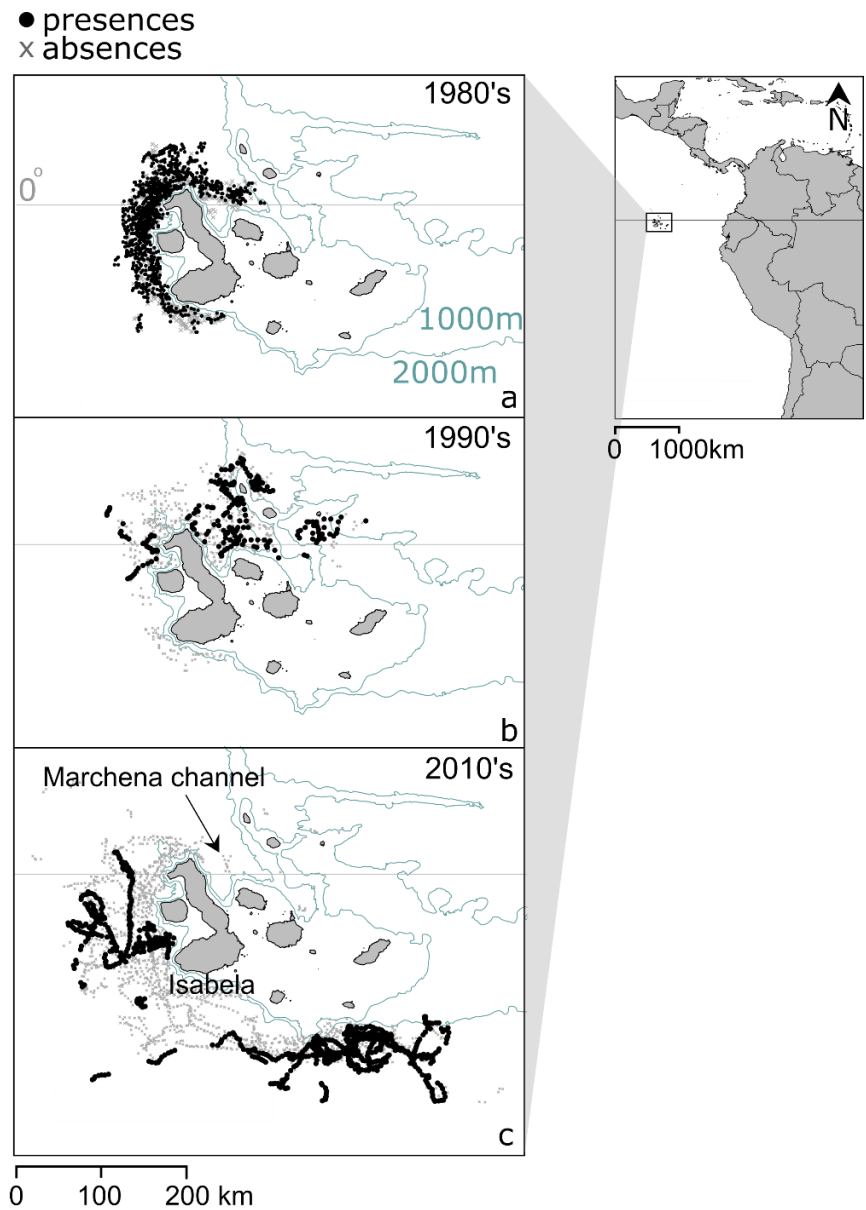 ● presences
x absences
1980's
0°
1000m
2000m
a
N
0 1000km
1990's
b
2010's
Marchena channel
Isabela
c
0 100 200 km